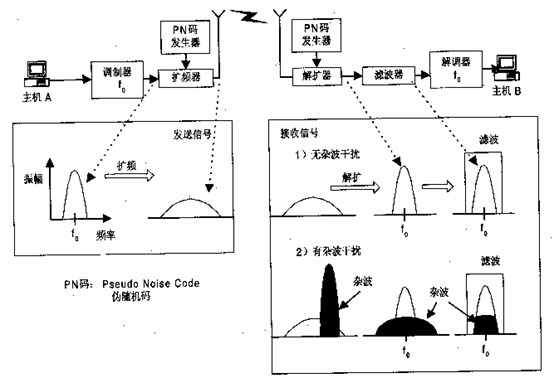 PN码
发生器
PN码
发生器
主机 A
调制器
f₀
扩频器
解扩器
滤波器
解调器
f₀
主机 B
发送信号
振幅
扩频
f₀
频率
PN码: Pseudo Noise Code
伪随机码
接收信号
1）无杂波干扰
解扩
滤波
f₀
f₀
2）有杂波干扰
杂波
杂波
滤波
f₀
f₀